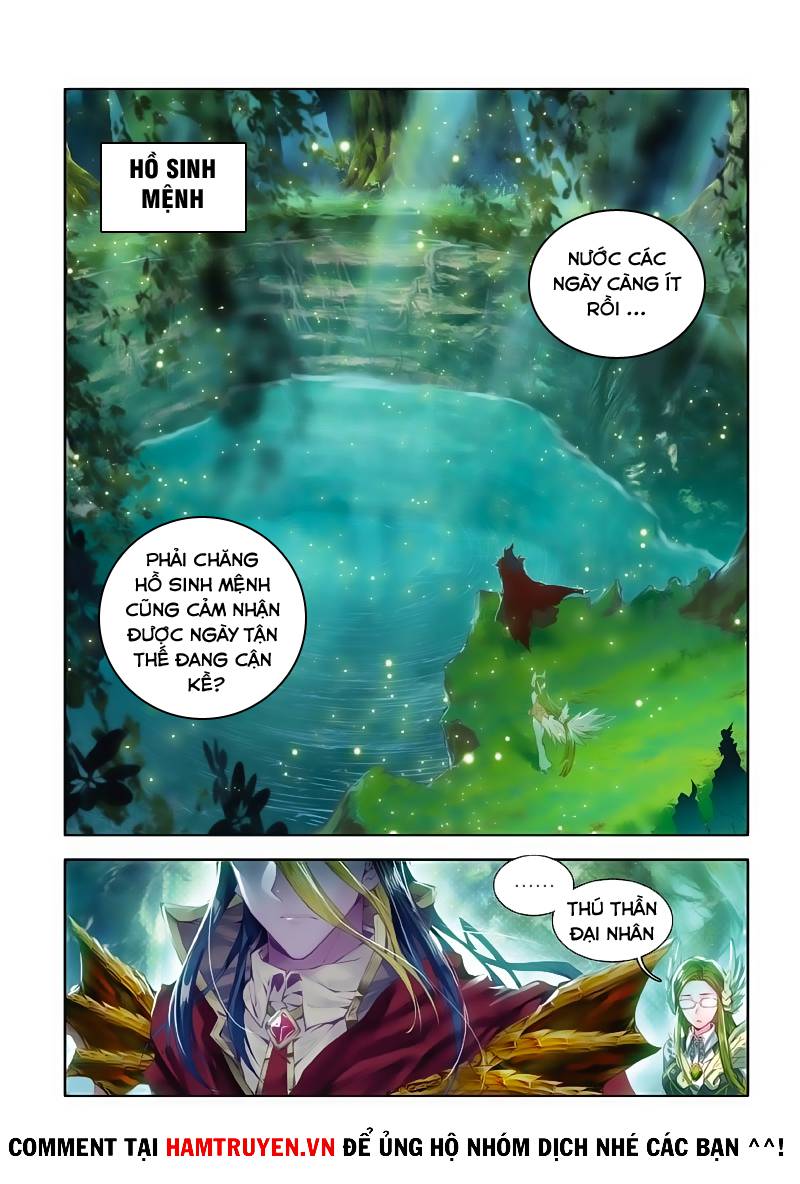 HỒ SINH
MỆNH
NƯỚC CÁC
NGÀY CÀNG ÍT
RỒI ...
PHẢI CHĂNG
HỒ SINH MỆNH
CŨNG CẢM NHẬN
ĐƯỢC NGÀY TẬN
THẾ ĐANG CẬN
KỀ?
......
THÚ THẦN
ĐẠI NHÂN
COMMENT TẠI HAMTRUYEN.VN ĐỂ ỦNG HỘ NHÓM DỊCH NHÉ CÁC BẠN ^^!